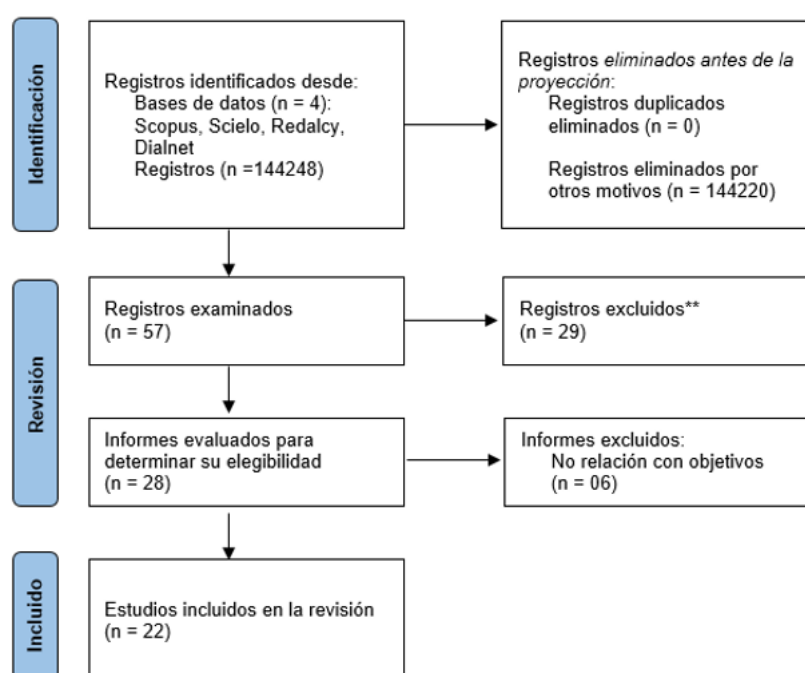 Identificación
Registros identificados desde:
Bases de datos (n = 4):
Scopus, Scielo, Redalcy,
Dialnet
Registros (n =144248)
Registros eliminados antes de la
proyección:
Registros duplicados
eliminados (n = 0)
Registros eliminados por
otros motivos (n = 144220)
Revisión
Registros examinados
(n = 57)
Registros excluidos**
(n = 29)
Informes evaluados para
determinar su elegibilidad
(n = 28)
Informes excluidos:
No relación con objetivos
(n = 06)
Incluido
Estudios incluidos en la revisión
(n = 22)